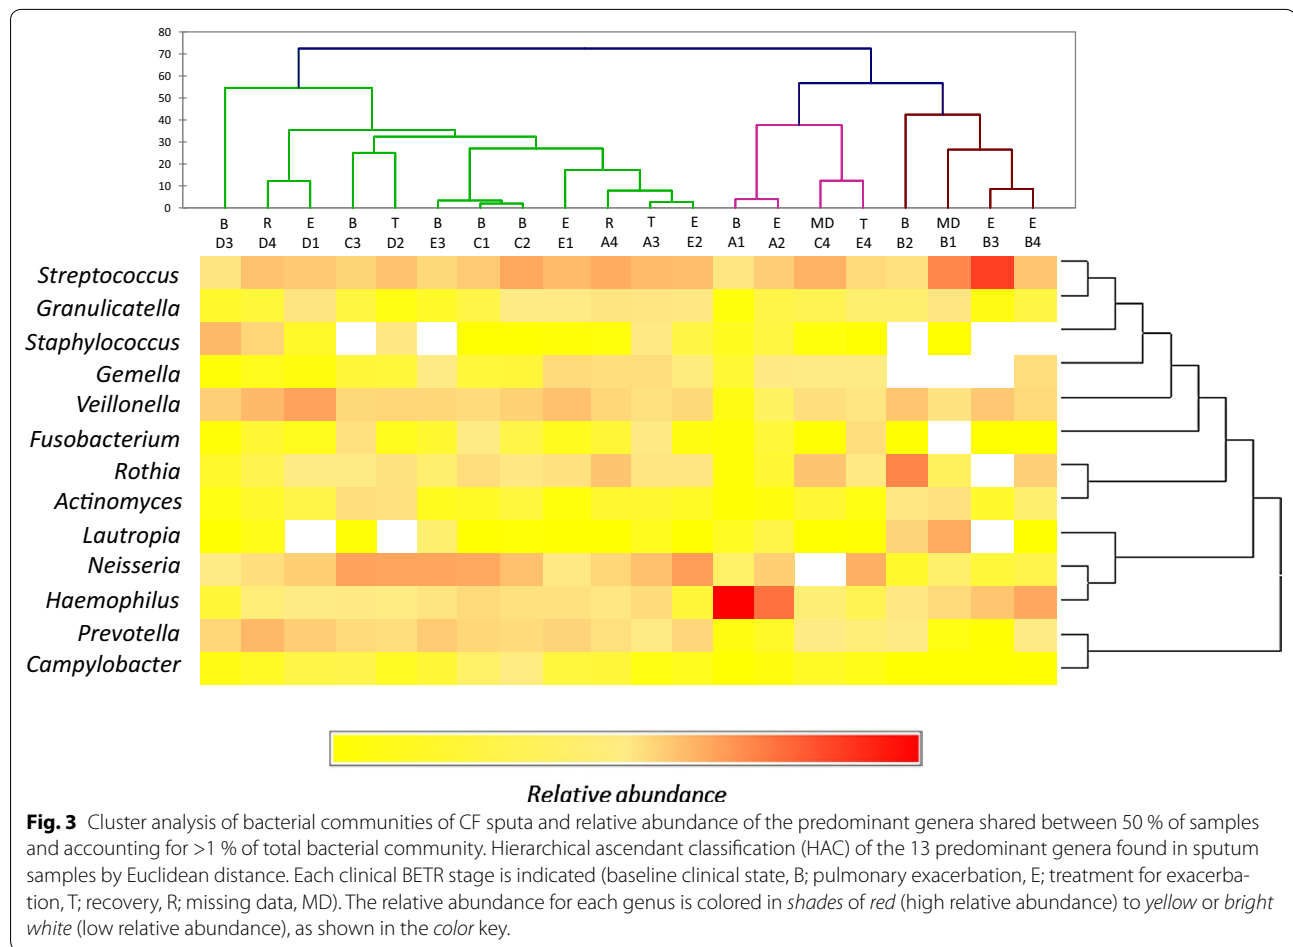 80
70
60
50
40
30
20
10
0
B R E B T B B B E R T E B E MD T B MD E E
D3 D4 D1 C3 D2 E3 C1 C2 E1 A4 A3 E2 A1 A2 C4 E4 B2 B1 B3 B4
Streptococcus
Granulicatella
Staphylococcus
Gemella
Veillonella
Fusobacterium
Rothia
Actinomyces
Lautropia
Neisseria
Haemophilus
Prevotella
Campylobacter
Relative abundance
Fig. 3 Cluster analysis of bacterial communities of CF sputa and relative abundance of the predominant genera shared between 50 % of samples
and accounting for >1 % of total bacterial community. Hierarchical ascendant classification (HAC) of the 13 predominant genera found in sputum
samples by Euclidean distance. Each clinical BETR stage is indicated (baseline clinical state, B; pulmonary exacerbation, E; treatment for exacerba-
tion, T; recovery, R; missing data, MD). The relative abundance for each genus is colored in shades of red (high relative abundance) to yellow or bright
white (low relative abundance), as shown in the color key.